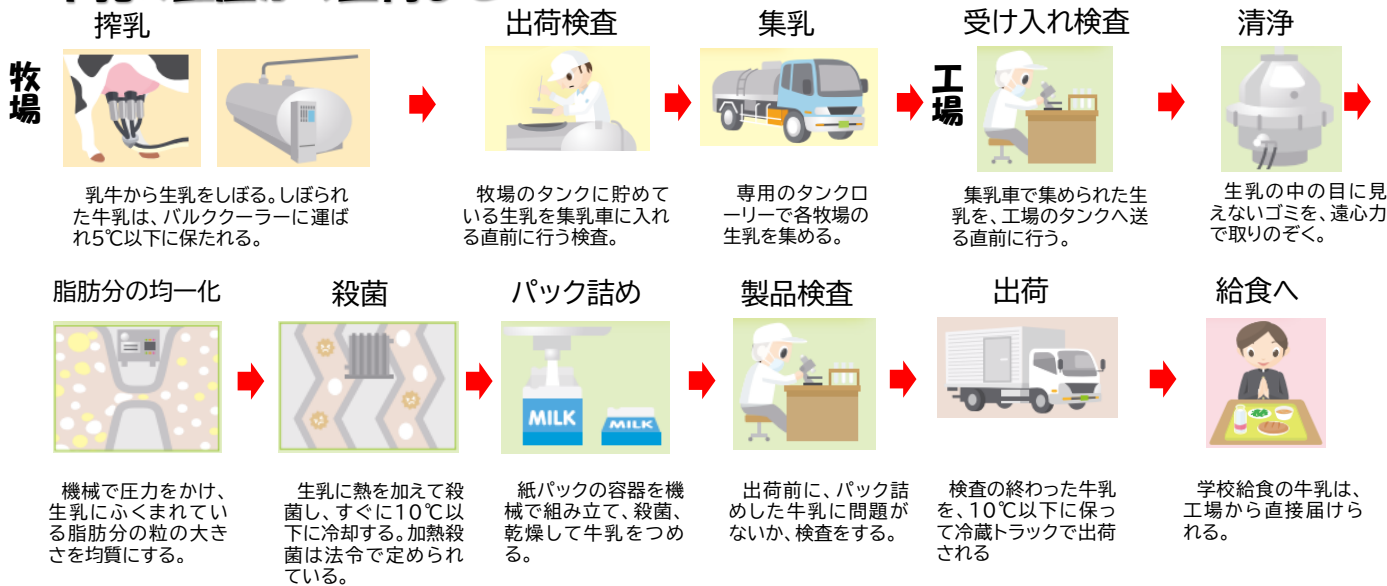 搾乳
出荷検査
集乳
受け入れ検査
清浄
牧場
工場
乳牛から生乳をしぼる。しぼられ
た牛乳は、バルククーラーに運ば
れ5℃以下に保たれる。
牧場のタンクに貯めて
いる生乳を集乳車に入れ
る直前に行う検査。
専用のタンクロ
ーリーで各牧場の
生乳を集める。
集乳車で集められた生
乳を、工場のタンクへ送
る直前に行う。
生乳の中の目に見
えないゴミを、遠心力
で取りのぞく。
脂肪分の均一化
殺菌
パック詰め
製品検査
出荷
給食へ
MILK
MILK
機械で圧力をかけ、
生乳にふくまれてい
る脂肪分の粒の大き
さを均質にする。
生乳に熱を加えて殺
菌し、すぐに10℃以
下に冷却する。加熱殺
菌は法令で定められ
ている。
紙パックの容器を機
械で組み立て、殺菌、
乾燥して牛乳をつめ
る。
出荷前に、パック詰
めした牛乳に問題が
ないか、検査をする。
検査の終わった牛乳
を、10℃以下に保っ
て冷蔵トラックで出荷
される
学校給食の牛乳は、
工場から直接届けら
れる。